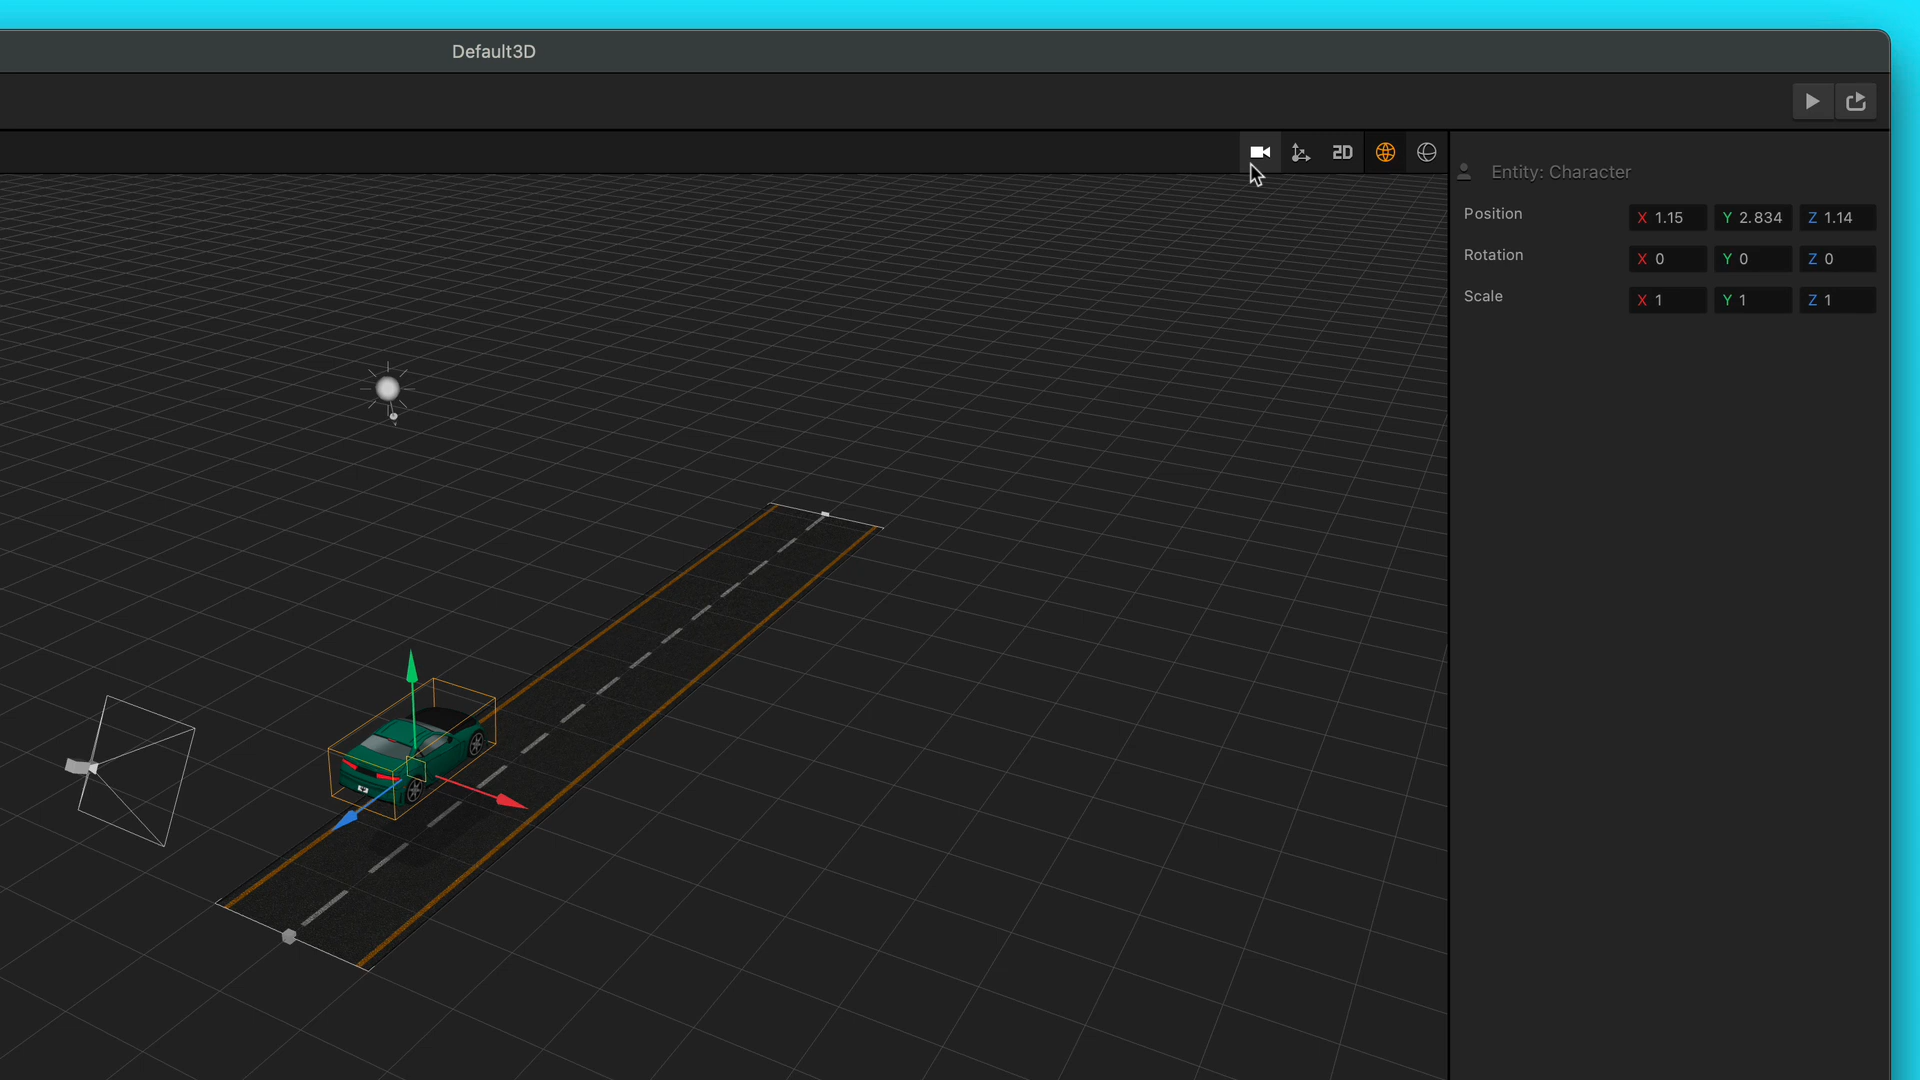 Default3D
2D
Entity: Character
Position X 1.15 Y 2.834 Z 1.14
Rotation X 0 Y 0 Z 0
Scale X 1 Y 1 Z 1